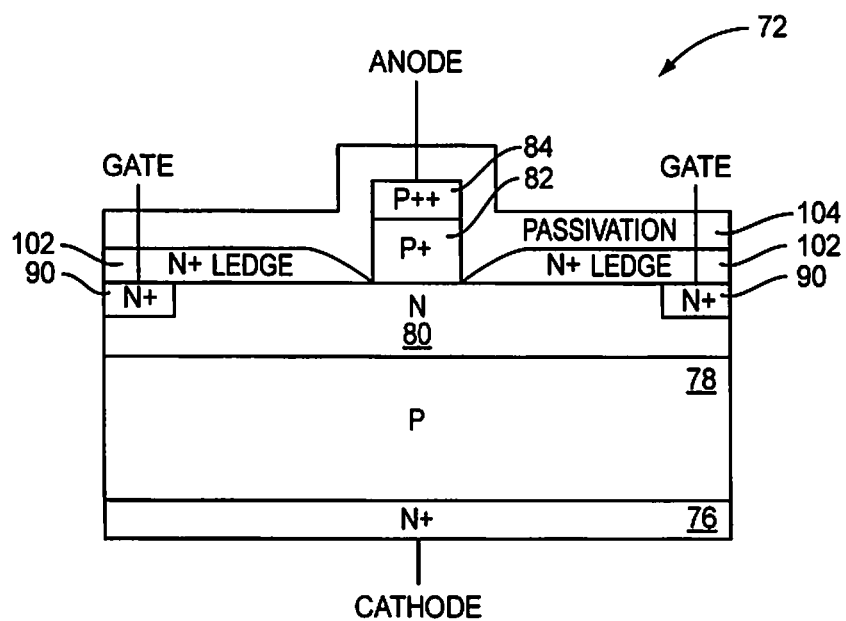 72
ANODE
GATE
84
82
GATE
P++
104
PASSIVATION
P+
102
N+ LEDGE
N+ LEDGE
102
90
N+
N+
90
N
80
78
P
N+
76
CATHODE